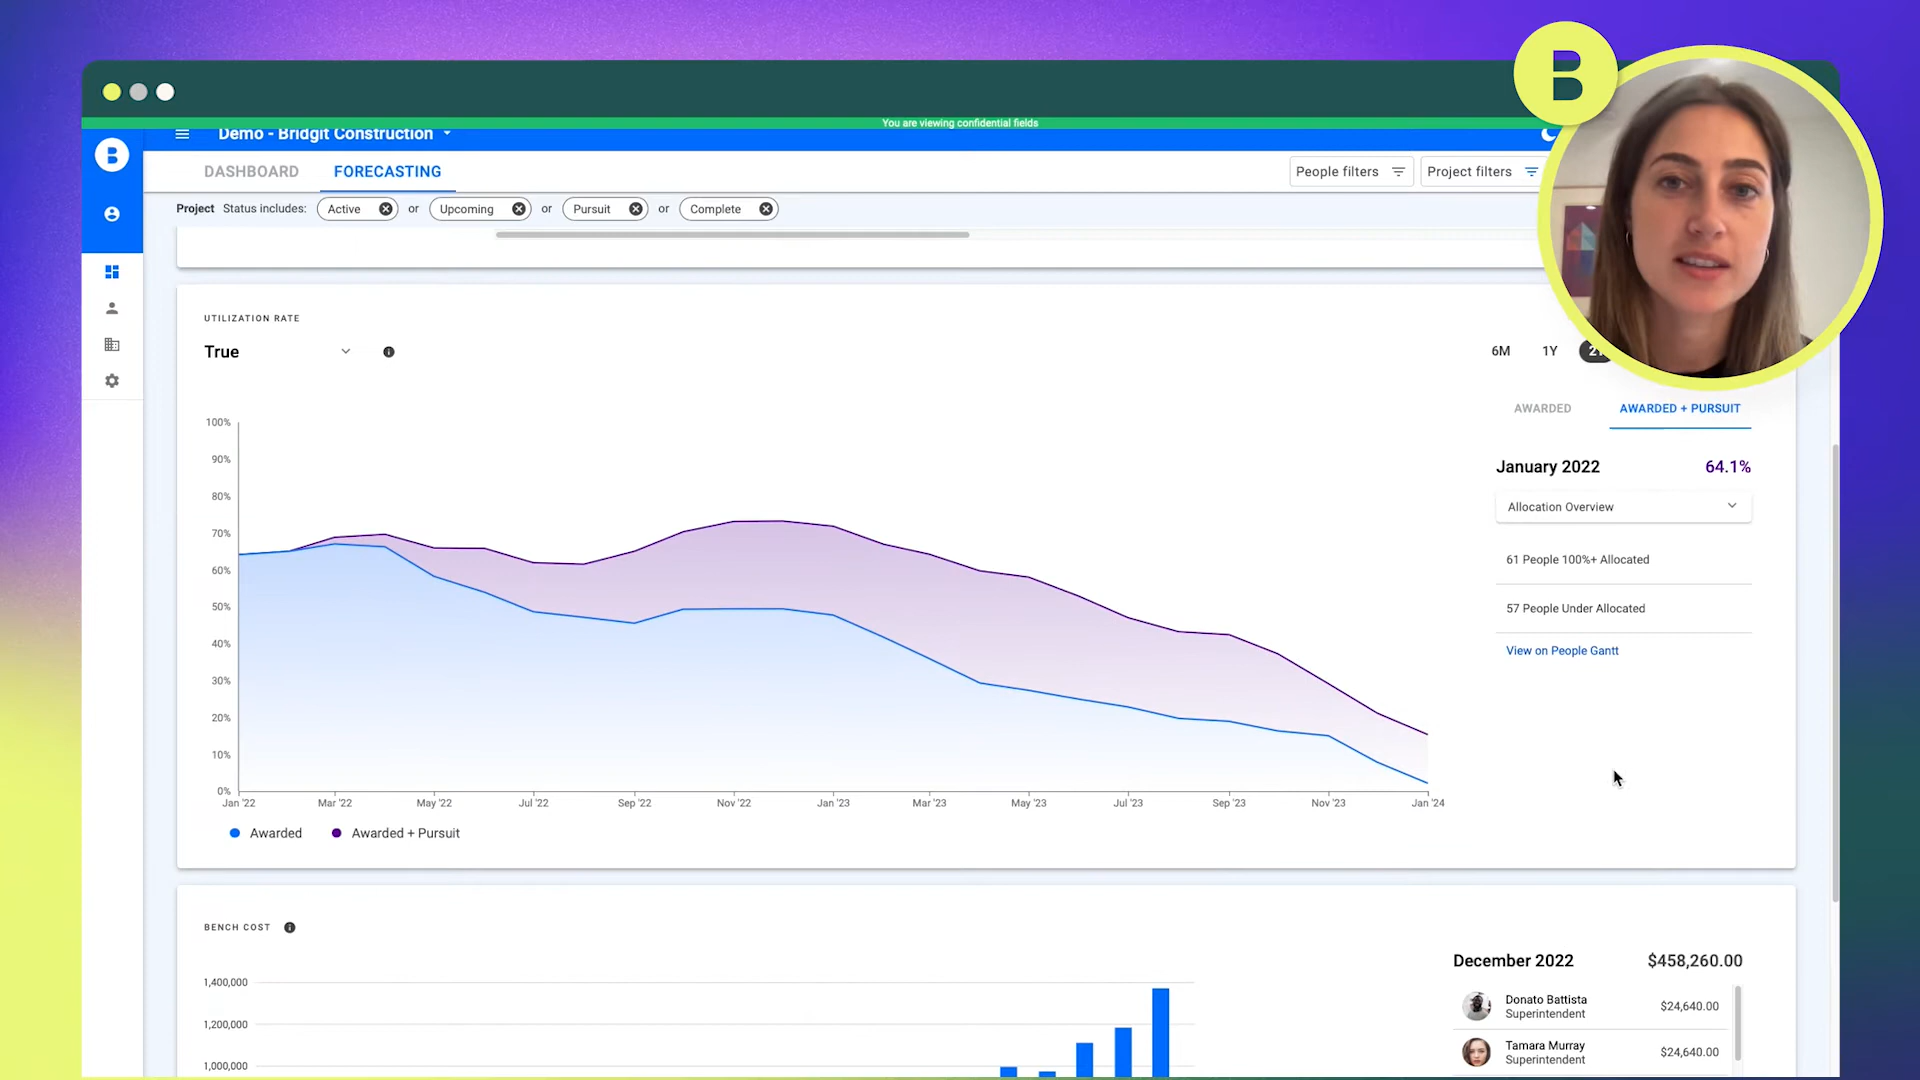 B
You are viewing confidential fields
B
Demo - Bridgit Construction
DASHBOARD
FORECASTING
People filters
Project filters
Project Status includes: Active or Upcoming or Pursuit or Complete
UTILIZATION RATE
True
6M 1Y
AWARDED
AWARDED + PURSUIT
January 2022 64.1%
Allocation Overview
61 People 100%+ Allocated
57 People Under Allocated
View on People Gantt
100%
90%
80%
70%
60%
50%
40%
30%
20%
10%
0%
Jan '22 Mar '22 May '22 Jul '22 Sep '22 Nov '22 Jan '23 Mar '23 May '23 Jul '23 Sep '23 Nov '23 Jan '24
Awarded Awarded + Pursuit
BENCH COST
1,400,000
1,200,000
1,000,000
December 2022 $458,260.00
Donato Battista
Superintendent
$24,640.00
Tamara Murray
Superintendent
$24,640.00